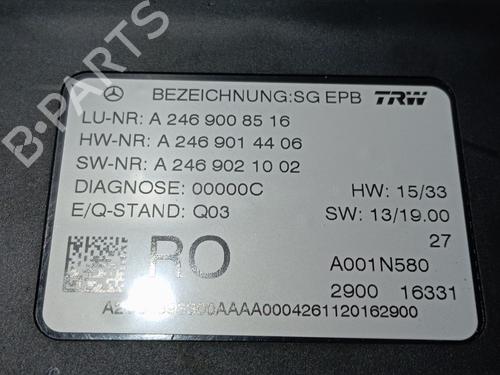 BEZEICHNUNG:SG EPB TRW
LU-NR: A 246 900 85 16
HW-NR: A 246 901 44 06
SW-NR: A 246 902 10 02
DIAGNOSE: 00000C HW: 15/33
E/Q-STAND: Q03 SW: 13/19.00
27
RO A001N580
2900 16331
B-PARTS